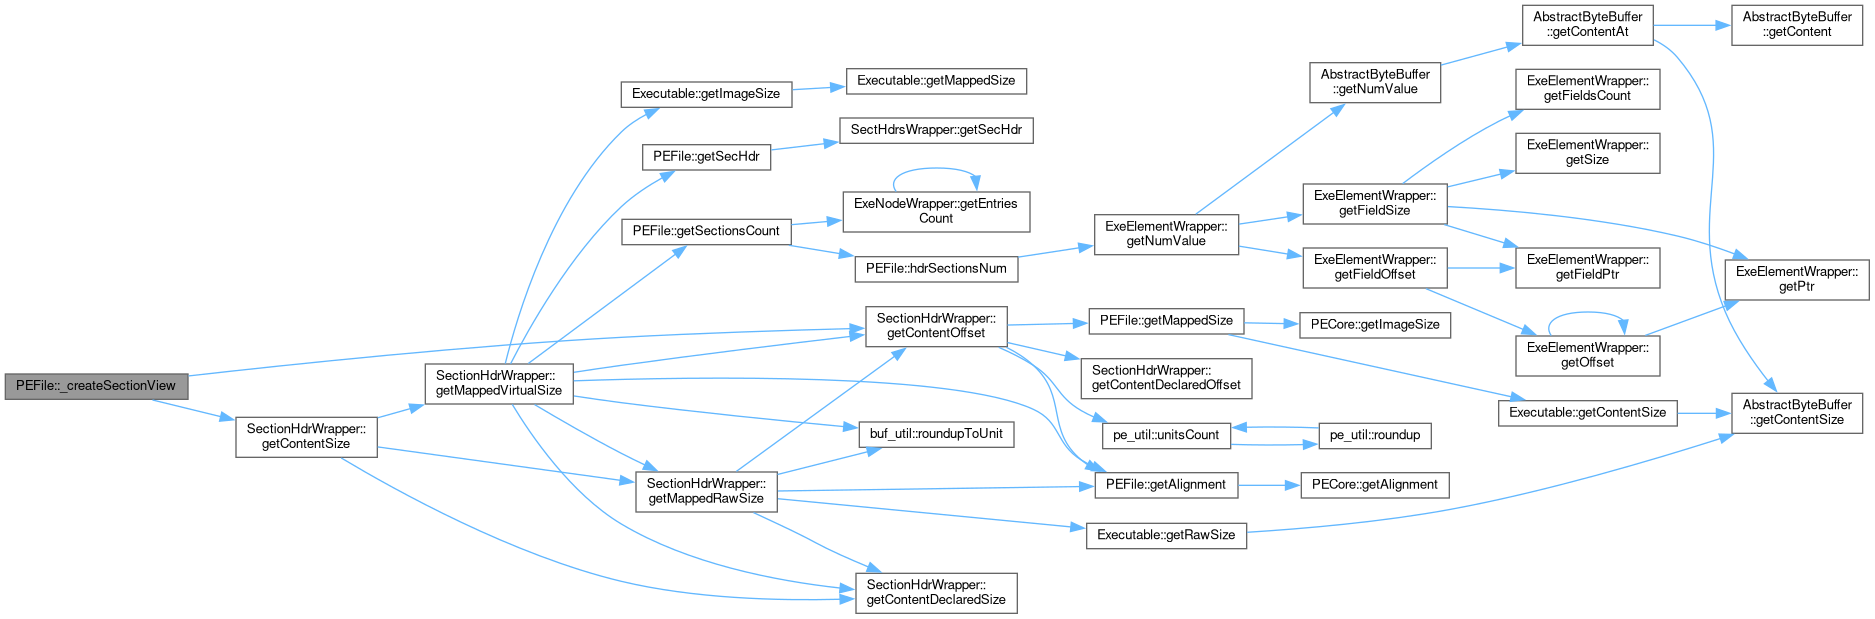 PEFile::_createSectionView
SectionHdrWrapper::
getContentSize
SectionHdrWrapper::
getMappedVirtualSize
Executable::getImageSize
PEFile::getSecHdr
PEFile::getSectionsCount
SectionHdrWrapper::
getMappedRawSize
Executable::getMappedSize
SectHdrsWrapper::getSecHdr
ExeNodeWrapper::getEntries
Count
PEFile::hdrSectionsNum
SectionHdrWrapper::
getContentOffset
buf_util::roundupToUnit
SectionHdrWrapper::
getContentDeclaredSize
ExeElementWrapper::
getNumValue
PEFile::getMappedSize
SectionHdrWrapper::
getContentDeclaredOffset
pe_util::unitsCount
PEFile::getAlignment
Executable::getRawSize
AbstractByteBuffer
::getNumValue
ExeElementWrapper::
getFieldSize
ExeElementWrapper::
getFieldOffset
PECore::getImageSize
pe_util::roundup
PECore::getAlignment
AbstractByteBuffer
::getContentAt
ExeElementWrapper::
getFieldsCount
ExeElementWrapper::
getSize
ExeElementWrapper::
getFieldPtr
ExeElementWrapper::
getOffset
Executable::getContentSize
AbstractByteBuffer
::getContent
ExeElementWrapper::
getPtr
AbstractByteBuffer
::getContentSize